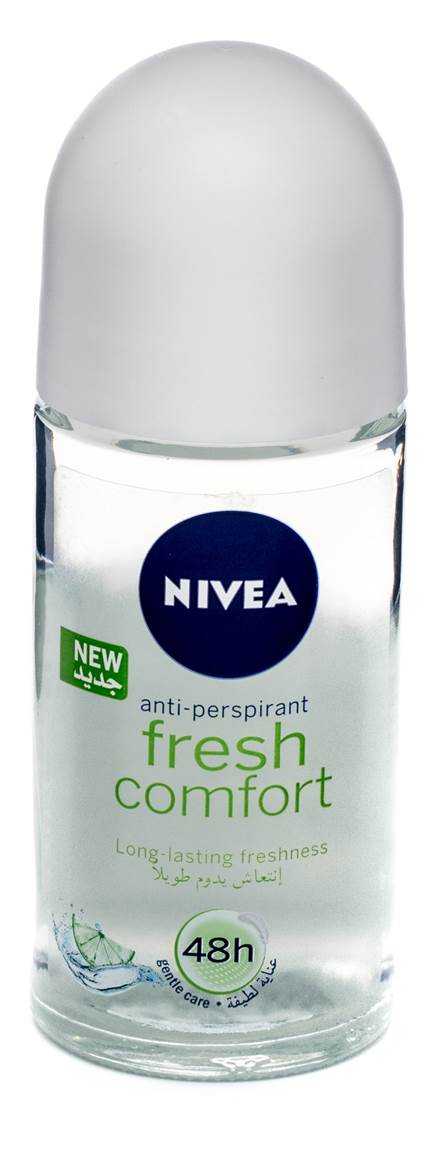 NIVEA
NEW
جديد
anti-perspirant
fresh
comfort
Long-lasting freshness
إنتعاش يدوم طويلا
48h
gentle care • عناية لطيفة